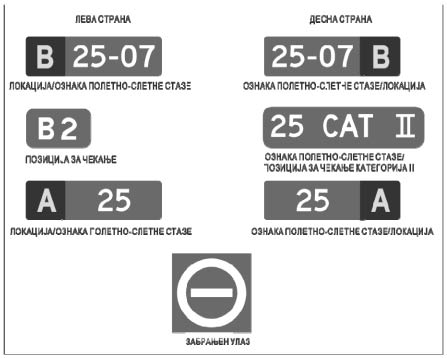 ЛЕВА СТРАНА
ДЕСНА СТРАНА
B 25-07
25-07 B
ЛОКАЦИЈА/ОЗНАКА ПОЛЕТНО-СЛЕТНЕ СТАЗЕ
ОЗНАКА ПОЛЕТНО-СЛЕТНЕ СТАЗЕ/ЛОКАЦИЈА
B2
25 CAT II
ПОЗИЦИЈА ЗА ЧЕКАЊЕ
ОЗНАКА ПОЛЕТНО-СЛЕТНЕ СТАЗЕ/
ПОЗИЦИЈА ЗА ЧЕКАЊЕ КАТЕГОРИЈА II
A 25
25 A
ЛОКАЦИЈА/ОЗНАКА ГОЛЕТНО-СЛЕТНЕ СТАЗЕ
ОЗНАКА ПОЛЕТНО-СЛЕТНЕ СТАЗЕ/ЛОКАЦИЈА
ЗАБРАЊЕН УЛАЗ